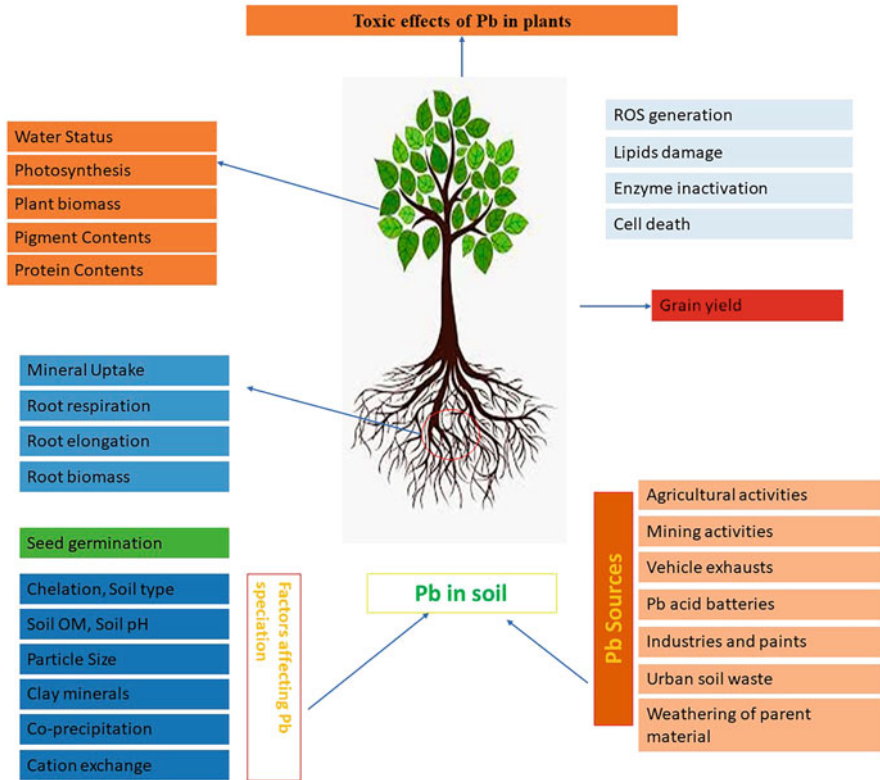 Toxic effects of Pb in plants
Water Status
Photosynthesis
Plant biomass
Pigment Contents
Protein Contents
ROS generation
Lipids damage
Enzyme inactivation
Cell death
Grain yield
Mineral Uptake
Root respiration
Root elongation
Root biomass
Seed germination
Chelation, Soil type
Soil OM, Soil pH
Particle Size
Clay minerals
Co-precipitation
Cation exchange
Factors affecting Pb
speciation
Pb in soil
Pb Sources
Agricultural activities
Mining activities
Vehicle exhausts
Pb acid batteries
Industries and paints
Urban soil waste
Weathering of parent
material